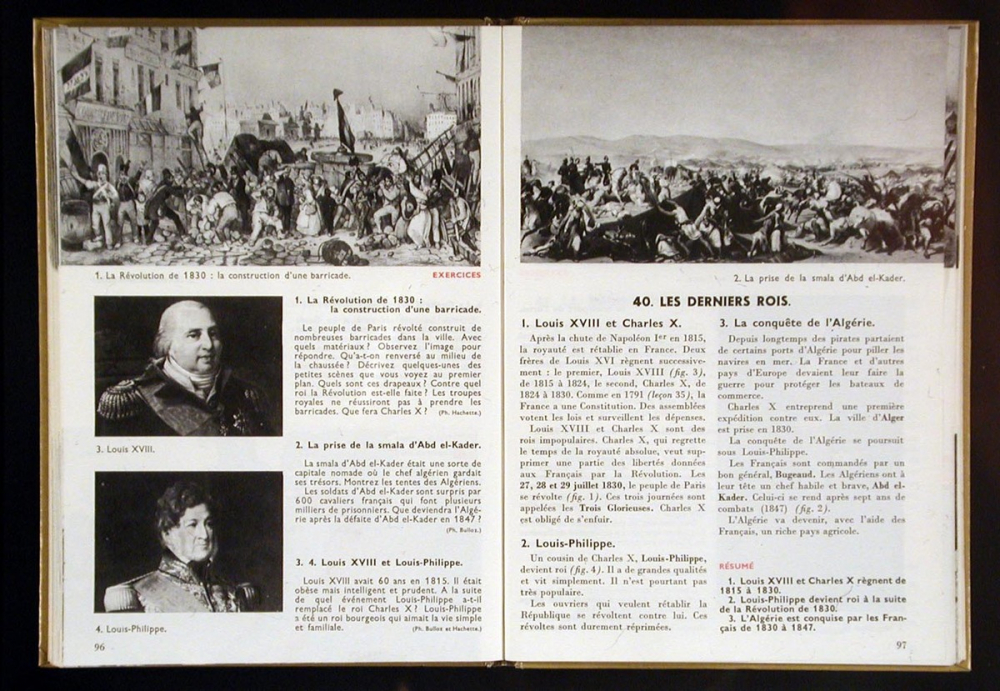 1. La Révolution de 1830 : la construction d'une barricade.
EXERCICES
3. Louis XVIII.
4. Louis-Philippe.
96
1. La Révolution de 1830 :
la construction d'une barricade.
Le peuple de Paris révolté construit de
nombreuses barricades dans la ville. Avec
quels matériaux ? Observez l'image pour
répondre. Qu'a-t-on renversé au milieu de
la chaussée ? Décrivez quelques-unes des
petites scènes que vous voyez au premier
plan. Quels sont ces drapeaux ? Contre quel
roi la Révolution est-elle faite ? Les troupes
royales ne réussiront pas à prendre les
barricades. Que fera Charles X ? (Ph. Hachette.)
2. La prise de la smala d'Abd el-Kader.
La smala d'Abd el-Kader était une sorte de
capitale nomade où le chef algérien gardait
ses trésors. Montrez les tentes des Algériens.
Les soldats d'Abd el-Kader sont surpris par
600 cavaliers français qui font plusieurs
milliers de prisonniers. Que deviendra l'Algé-
rie après la défaite d'Abd el-Kader en 1847 ?
(Ph. Bulloz.)
3. 4. Louis XVIII et Louis-Philippe.
Louis XVIII avait 60 ans en 1815. Il était
obèse mais intelligent et prudent. A la suite
de quel événement Louis-Philippe a-t-il
remplacé le roi Charles X ? Louis-Philippe
a été un roi bourgeois qui aimait la vie simple
et familiale. (Ph. Bulloz et Hachette.)
2. La prise de la smala d'Abd el-Kader.
40. LES DERNIERS ROIS.
1. Louis XVIII et Charles X.
Après la chute de Napoléon Ier en 1815,
la royauté est rétablie en France. Deux
frères de Louis XVI règnent successive-
ment : le premier, Louis XVIII (fig. 3),
de 1815 à 1824, le second, Charles X, de
1824 à 1830. Comme en 1791 (leçon 35), la
France a une Constitution. Des assemblées
votent les lois et surveillent les dépenses.
Louis XVIII et Charles X sont des
rois impopulaires. Charles X, qui regrette
le temps de la royauté absolue, veut sup-
primer une partie des libertés données
aux Français par la Révolution. Les
27, 28 et 29 juillet 1830, le peuple de Paris
se révolte (fig. 1). Ces trois journées sont
appelées les Trois Glorieuses. Charles X
est obligé de s'enfuir.
2. Louis-Philippe.
Un cousin de Charles X, Louis-Philippe,
devient roi (fig. 4). Il a de grandes qualités
et vit simplement. Il n'est pourtant pas
très populaire.
Les ouvriers qui veulent rétablir la
République se révoltent contre lui. Ces
révoltes sont durement réprimées.
3. La conquête de l'Algérie.
Depuis longtemps des pirates partaient
de certains ports d'Algérie pour piller les
navires en mer. La France et d'autres
pays d'Europe devaient leur faire la
guerre pour protéger les bateaux de
commerce.
Charles X entreprend une première
expédition contre eux. La ville d'Alger
est prise en 1830.
La conquête de l'Algérie se poursuit
sous Louis-Philippe.
Les Français sont commandés par un
bon général, Bugeaud. Les Algériens ont à
leur tête un chef habile et brave, Abd el-
Kader. Celui-ci se rend après sept ans de
combats (1847) (fig. 2).
L'Algérie va devenir, avec l'aide des
Français, un riche pays agricole.
RÉSUMÉ
1. Louis XVIII et Charles X règnent de
1815 à 1830.
2. Louis-Philippe devient roi à la suite
de la Révolution de 1830.
3. L'Algérie est conquise par les Fran-
çais de 1830 à 1847.
97